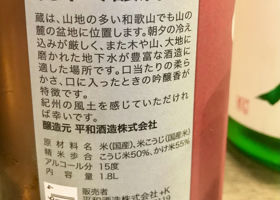 蔵は、山地の多い和歌山でも山の
麓の盆地に位置します。朝夕の冷え
込みが厳しく、また木や山、大地に
磨かれた地下水が豊富な酒造に
適した場所です。口当たりの柔ら
かさ、口に入ったときの吟醸香が
特徴です。
紀州の風土を感じていただけれ
ば幸いです。
醸造元 平和酒造株式会社
原材料名 米(国産)、米こうじ(国産米)
精米歩合 こうじ米50%、かけ米55%
アルコール分 15度
内容量 1.8L
販売者
平和酒造株式会社+K